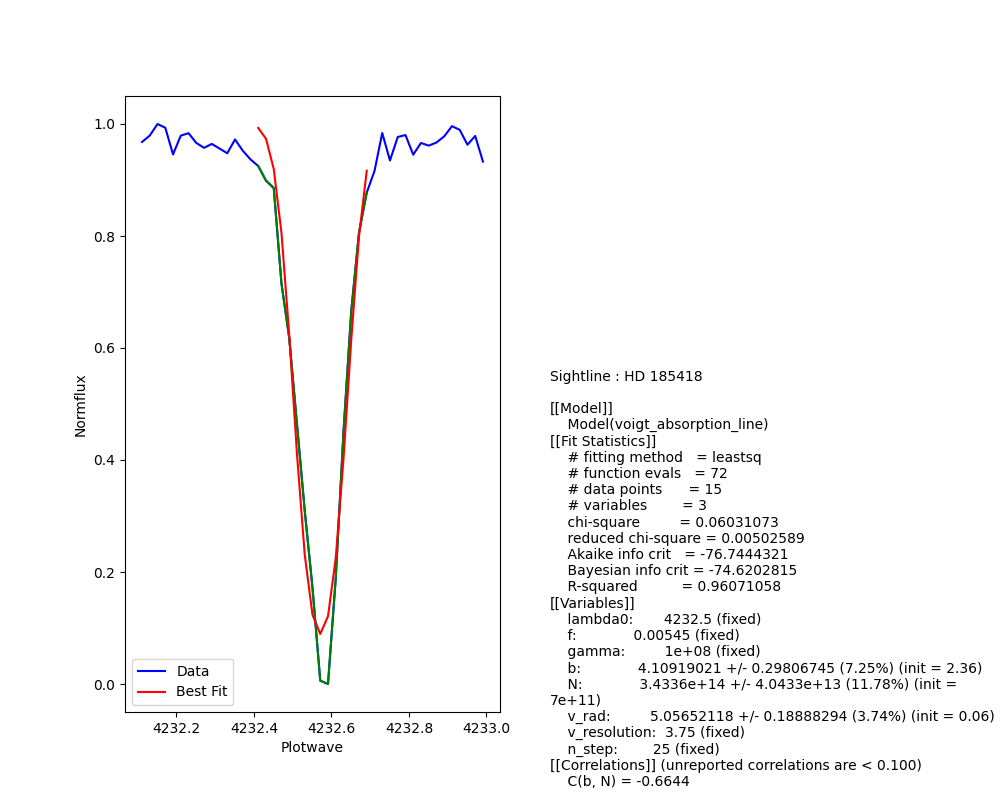 1.0
0.8
0.6
0.4
0.2
0.0
Normflux
4232.2 4232.4 4232.6 4232.8 4233.0
Plotwave
Data
Best Fit
Sightline : HD 185418
[[Model]]
    Model(voigt_absorption_line)
[[Fit Statistics]]
    # fitting method   = leastsq
    # function evals   = 72
    # data points      = 15
    # variables        = 3
    chi-square         = 0.06031073
    reduced chi-square = 0.00502589
    Akaike info crit   = -76.7444321
    Bayesian info crit = -74.6202815
    R-squared          = 0.96071058
[[Variables]]
    lambda0:       4232.5 (fixed)
    f:             0.00545 (fixed)
    gamma:         1e+08 (fixed)
    b:             4.10919021 +/- 0.29806745 (7.25%) (init = 2.36)
    N:             3.4336e+14 +/- 4.0433e+13 (11.78%) (init =
7e+11)
    v_rad:         5.05652118 +/- 0.18888294 (3.74%) (init = 0.06)
    v_resolution:  3.75 (fixed)
    n_step:        25 (fixed)
[[Correlations]] (unreported correlations are < 0.100)
    C(b, N) = -0.6644